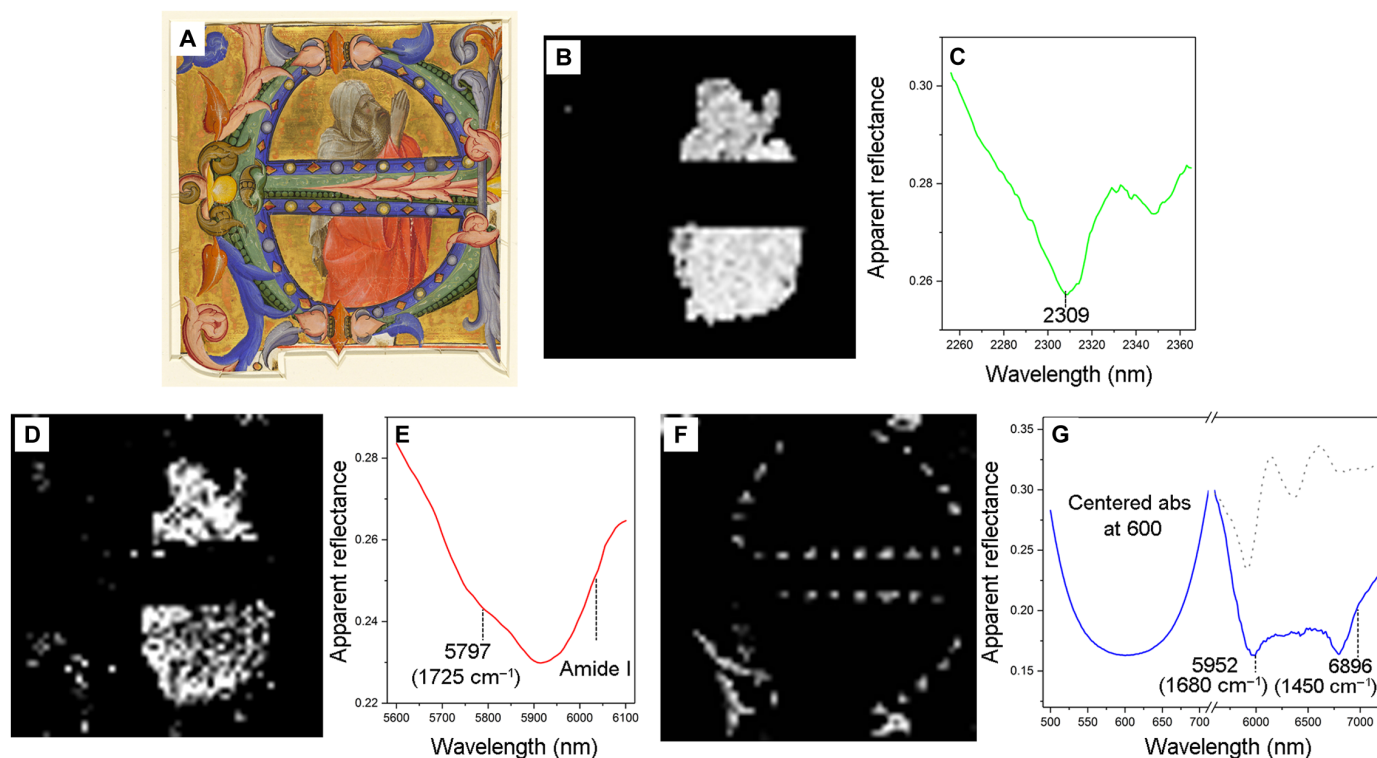 A
B
C
Apparent reflectance
0.30
0.28
0.26
2309
2260 2280 2300 2320 2340 2360
Wavelength (nm)
D
E
Apparent reflectance
0.28
0.26
0.24
0.22
5797
(1725 cm⁻¹)
Amide I
5600 5700 5800 5900 6000 6100
Wavelength (nm)
F
G
Apparent reflectance
0.35
0.30
0.25
0.20
0.15
Centered abs
at 600
5952
(1680 cm⁻¹)
6896
(1450 cm⁻¹)
500 600 700 6000 6500 7000
Wavelength (nm)